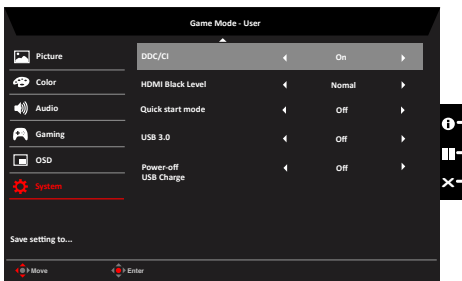 Game Mode - User
Picture
DDC/CI On
Color
HDMI Black Level Nomal
Audio
Quick start mode Off
Gaming
USB 3.0 Off
OSD
Power-off Off
USB Charge
System
Save setting to...
Move Enter